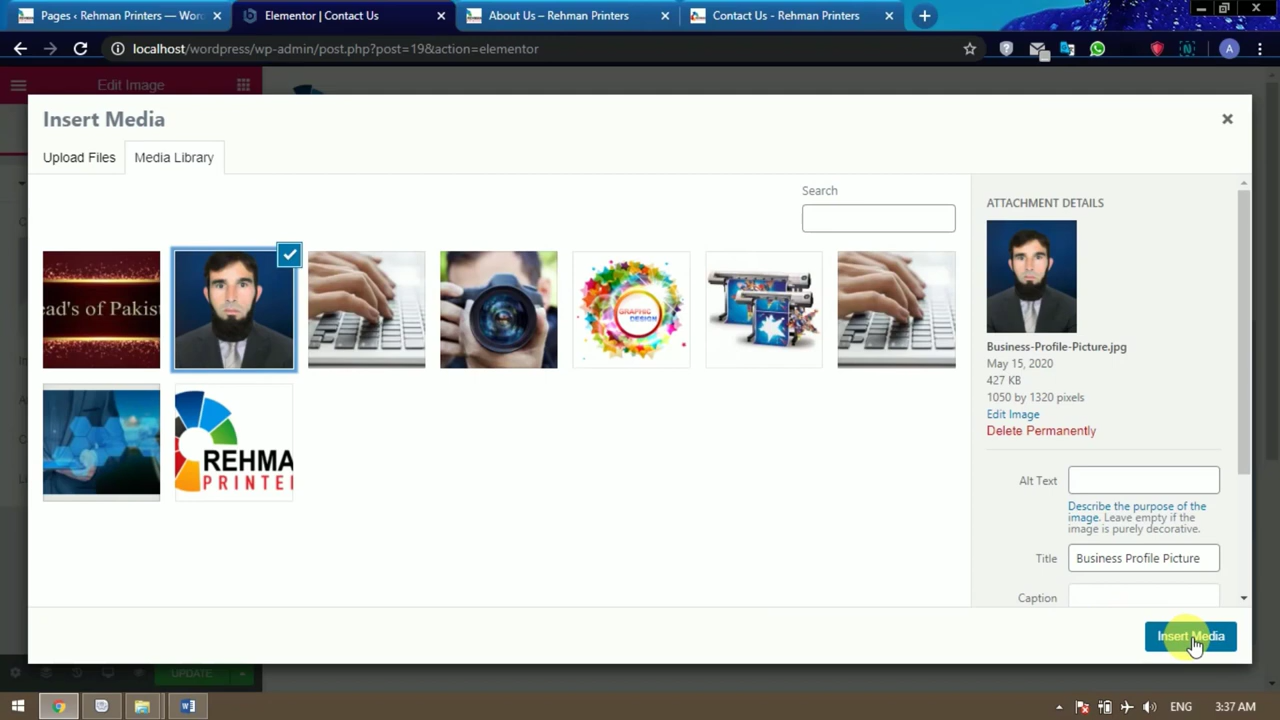 Pages ‹ Rehman Printers — Word
Elementor | Contact Us
About Us – Rehman Printers
Contact Us - Rehman Printers
localhost/wordpress/wp-admin/post.php?post=19&action=elementor
A
Edit Image
Insert Media
Upload Files
Media Library
Search
ATTACHMENT DETAILS
ead's of Pakist
GRAPHIC
DESIGN
Business-Profile-Picture.jpg
May 15, 2020
427 KB
1050 by 1320 pixels
Edit Image
Delete Permanently
REHMA
PRINTE
Alt Text
Describe the purpose of the
image. Leave empty if the
image is purely decorative.
Title
Business Profile Picture
Caption
Insert Media
UPDATE
ENG
3:37 AM